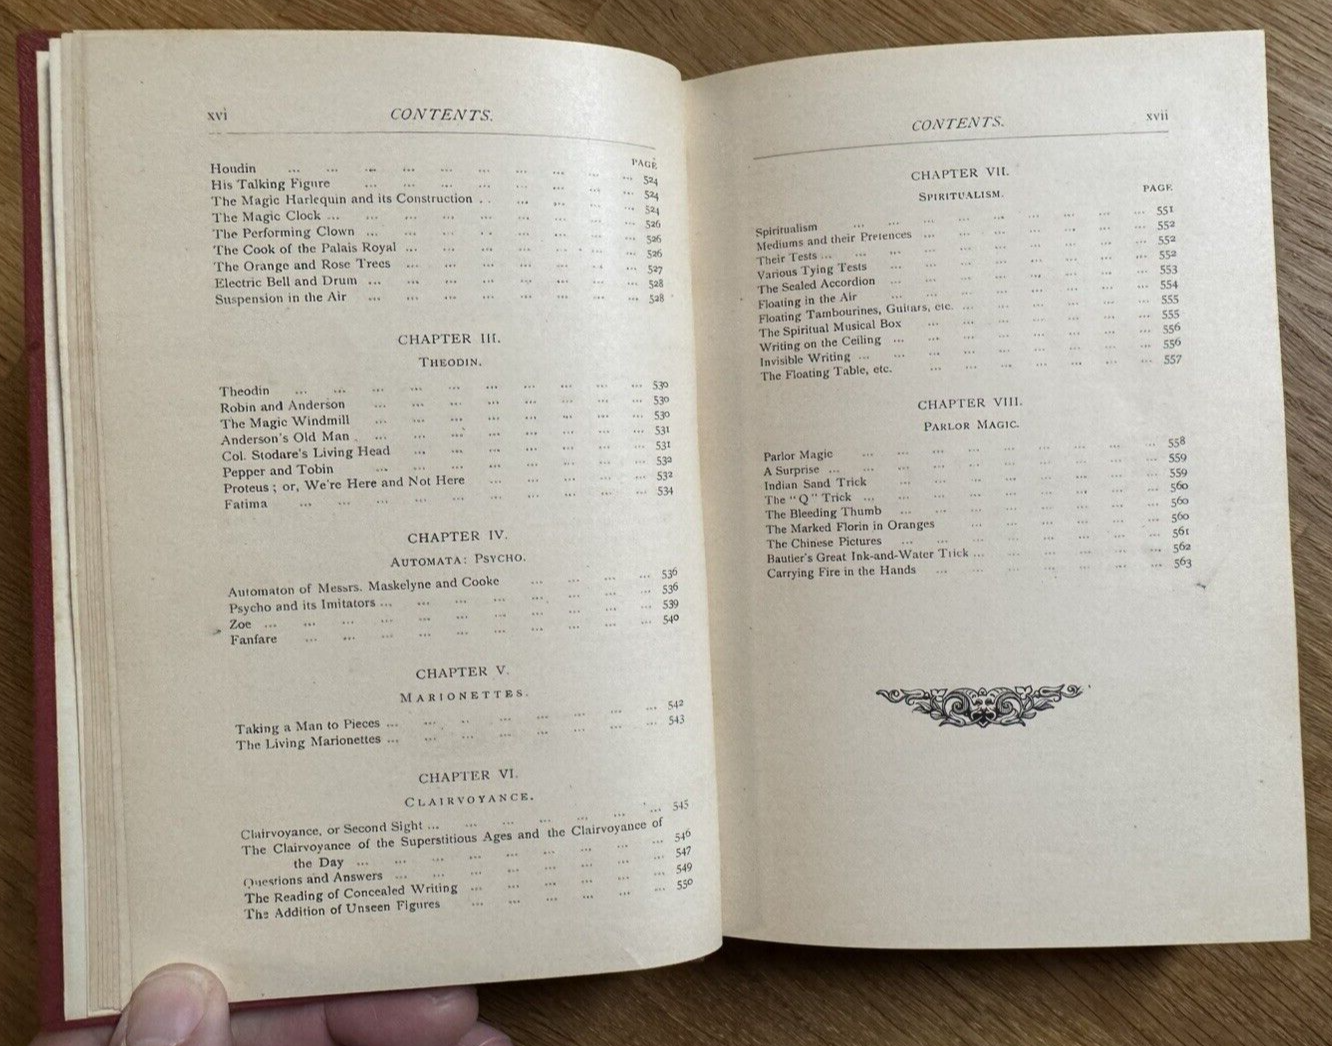 xvi CONTENTS.
PAGE
Houdin ... ... ... ... ... ... ... ... ... ... 524
His Talking Figure ... ... ... ... ... ... ... ... 524
The Magic Harlequin and its Construction .. ... ... ... ... 524
The Magic Clock ... ... ... ... ... ... ... ... ... 526
The Performing Clown ... ... ... ... ... ... ... ... 526
The Cook of the Palais Royal ... ... ... ... ... ... ... 526
The Orange and Rose Trees ... ... ... ... ... ... ... 527
Electric Bell and Drum ... ... ... ... ... ... ... ... 528
Suspension in the Air ... ... ... ... ... ... ... ... 528
CHAPTER III.
THEODIN.
Theodin ... ... ... ... ... ... ... ... ... ... 530
Robin and Anderson ... ... ... ... ... ... ... ... 530
The Magic Windmill ... ... ... ... ... ... ... ... 530
Anderson's Old Man . ... ... ... ... ... ... ... ... 531
Col. Stodare's Living Head ... ... ... ... ... ... ... 531
Pepper and Tobin ... ... ... ... ... ... ... ... 532
Proteus ; or, We're Here and Not Here ... ... ... ... ... 532
Fatima ... ... ... ... ... ... ... ... ... ... 534
CHAPTER IV.
AUTOMATA: PSYCHO.
Automaton of Messrs. Maskelyne and Cooke ... ... ... ... 536
Psycho and its Imitators ... ... ... ... ... ... ... ... 536
Zoe ... ... ... ... ... ... ... ... ... ... ... 539
Fanfare ... ... ... ... ... ... ... ... ... ... 540
CHAPTER V.
MARIONETTES.
Taking a Man to Pieces ... ... ... ... ... ... ... ... 542
The Living Marionettes ... ... ... ... ... ... ... ... 543
CHAPTER VI.
CLAIRVOYANCE.
Clairvoyance, or Second Sight ... ... ... ... ... ... ... 545
The Clairvoyance of the Superstitious Ages and the Clairvoyance of
the Day ... ... ... ... ... ... ... ... ... 546
Questions and Answers ... ... ... ... ... ... ... ... 547
The Reading of Concealed Writing ... ... ... ... ... ... 549
The Addition of Unseen Figures ... ... ... ... ... ... 550
CONTENTS. xvii
CHAPTER VII.
SPIRITUALISM.
PAGE
Spiritualism ... ... ... ... ... ... ... ... 551
Mediums and their Pretences ... ... ... ... ... ... ... 552
Their Tests ... ... ... ... ... ... ... ... ... ... 552
Various Tying Tests ... ... ... ... ... ... ... ... 552
The Sealed Accordion ... ... ... ... ... ... ... ... 553
Floating in the Air ... ... ... ... ... ... ... ... 554
Floating Tambourines, Guitars, etc. ... ... ... ... ... ... 555
The Spiritual Musical Box ... ... ... ... ... ... ... 555
Writing on the Ceiling ... ... ... ... ... ... ... ... 556
Invisible Writing ... ... ... ... ... ... ... ... ... 556
The Floating Table, etc. ... ... ... ... ... ... ... 557
CHAPTER VIII.
PARLOR MAGIC.
Parlor Magic ... ... ... ... ... ... ... ... ... 558
A Surprise ... ... ... ... ... ... ... ... ... ... 559
Indian Sand Trick ... ... ... ... ... ... ... ... 559
The "Q" Trick ... ... ... ... ... ... ... ... ... 560
The Bleeding Thumb ... ... ... ... ... ... ... ... 560
The Marked Florin in Oranges ... ... ... ... ... ... 560
The Chinese Pictures ... ... ... ... ... ... ... ... 561
Bautier's Great Ink-and-Water Trick ... ... ... ... ... ... 562
Carrying Fire in the Hands ... ... ... ... ... ... ... 563